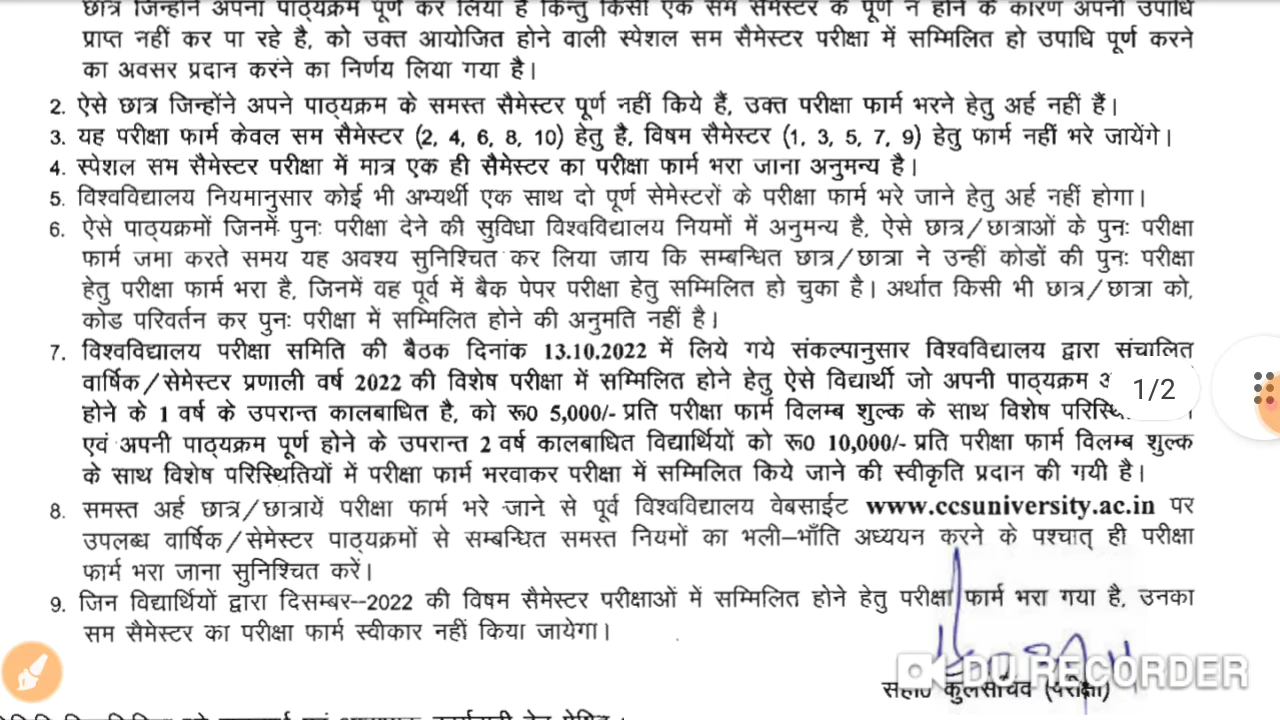 छात्र जिन्होंने अपना पाठ्यक्रम पूर्ण कर लिया है किन्तु किसी एक सम सैमेस्टर के पूर्ण न होने के कारण अपनी उपाधि
प्राप्त नहीं कर पा रहे है, को उक्त आयोजित होने वाली स्पेशल सम सैमेस्टर परीक्षा में सम्मिलित हो उपाधि पूर्ण करने
का अवसर प्रदान करने का निर्णय लिया गया है।
2. ऐसे छात्र जिन्होंने अपने पाठ्यक्रम के समस्त सैमेस्टर पूर्ण नहीं किये हैं, उक्त परीक्षा फार्म भरने हेतु अर्ह नहीं हैं।
3. यह परीक्षा फार्म केवल सम सैमेस्टर (2, 4, 6, 8, 10) हेतु है, विषम सैमेस्टर (1, 3, 5, 7, 9) हेतु फार्म नहीं भरे जायेंगे।
4. स्पेशल सम सैमेस्टर परीक्षा में मात्र एक ही सैमेस्टर का परीक्षा फार्म भरा जाना अनुमन्य है।
5. विश्वविद्यालय नियमानुसार कोई भी अभ्यर्थी एक साथ दो पूर्ण सेमेस्टरों के परीक्षा फार्म भरे जाने हेतु अर्ह नहीं होगा।
6. ऐसे पाठ्यक्रमों जिनमें पुनः परीक्षा देने की सुविधा विश्वविद्यालय नियमों में अनुमन्य है, ऐसे छात्र/छात्राओं के पुनः परीक्षा
फार्म जमा करते समय यह अवश्य सुनिश्चित कर लिया जाय कि सम्बन्धित छात्र/छात्रा ने उन्हीं कोडों की पुनः परीक्षा
हेतु परीक्षा फार्म भरा है, जिनमें वह पूर्व में बैक पेपर परीक्षा हेतु सम्मिलित हो चुका है। अर्थात किसी भी छात्र/छात्रा को,
कोड परिवर्तन कर पुनः परीक्षा में सम्मिलित होने की अनुमति नहीं है।
7. विश्वविद्यालय परीक्षा समिति की बैठक दिनांक 13.10.2022 में लिये गये संकल्पानुसार विश्वविद्यालय द्वारा संचालित
वार्षिक/सेमेस्टर प्रणाली वर्ष 2022 की विशेष परीक्षा में सम्मिलित होने हेतु ऐसे विद्यार्थी जो अपनी पाठ्यक्रम
1/2
होने के 1 वर्ष के उपरान्त कालबाधित है, को रू0 5,000/- प्रति परीक्षा फार्म विलम्ब शुल्क के साथ विशेष
एवं अपनी पाठ्यक्रम पूर्ण होने के उपरान्त 2 वर्ष कालबाधित विद्यार्थियों को रू0 10,000/- प्रति परीक्षा फार्म विलम्ब शुल्क
के साथ विशेष परिस्थितियों में परीक्षा फार्म भरवाकर परीक्षा में सम्मिलित किये जाने की स्वीकृति प्रदान की गयी है।
8. समस्त अर्ह छात्र/छात्रायें परीक्षा फार्म भरे जाने से पूर्व विश्वविद्यालय वेबसाईट www.ccsuniversity.ac.in पर
उपलब्ध वार्षिक/सेमेस्टर पाठ्यक्रमों से सम्बन्धित समस्त नियमों का भली-भाँति अध्ययन करने के पश्चात् ही परीक्षा
फार्म भरा जाना सुनिश्चित करें।
9. जिन विद्यार्थियों द्वारा दिसम्बर--2022 की विषम सैमेस्टर परीक्षाओं में सम्मिलित होने हेतु परीक्षा फार्म भरा गया है, उनका
सम सैमेस्टर का परीक्षा फार्म स्वीकार नहीं किया जायेगा।
DU RECORDER
सहा0 कुलसचिव (परीक्षा)